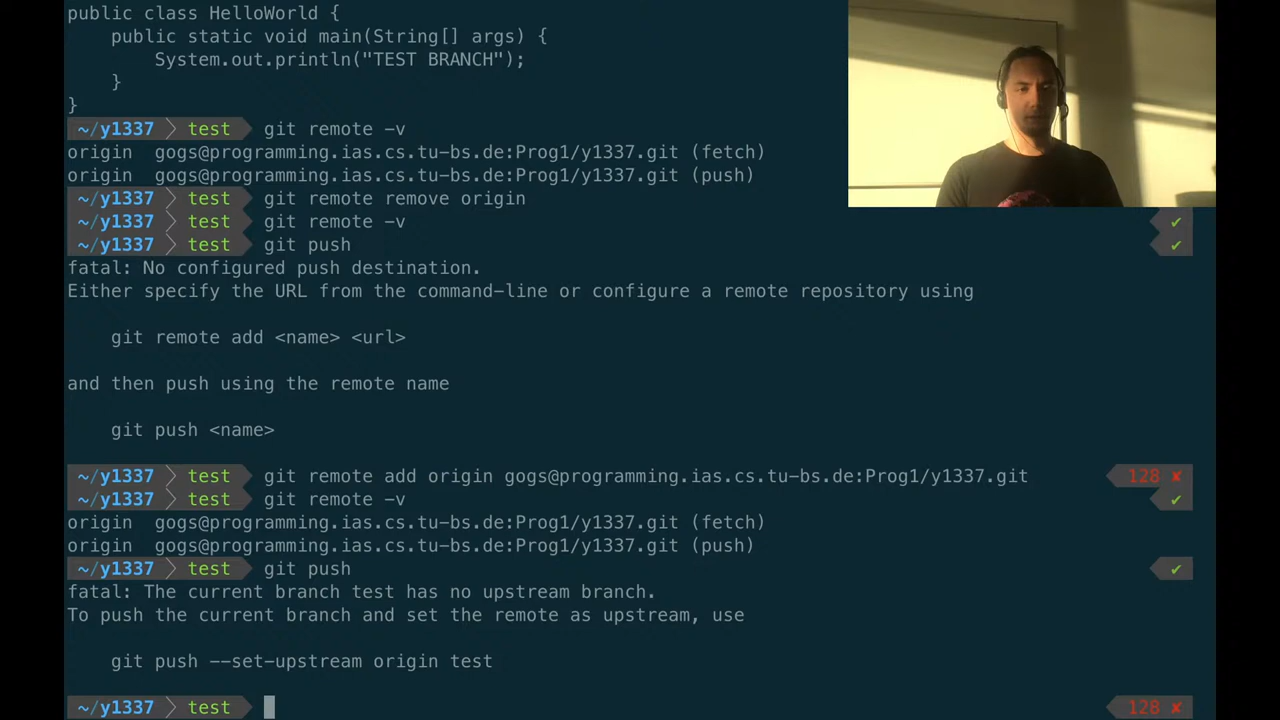 public class HelloWorld {
    public static void main(String[] args) {
        System.out.println("TEST BRANCH");
    }
}
~/y1337 test git remote -v
origin  gogs@programming.ias.cs.tu-bs.de:Prog1/y1337.git (fetch)
origin  gogs@programming.ias.cs.tu-bs.de:Prog1/y1337.git (push)
~/y1337 test git remote remove origin
~/y1337 test git remote -v ✔
~/y1337 test git push ✔
fatal: No configured push destination.
Either specify the URL from the command-line or configure a remote repository using
    git remote add <name> <url>
and then push using the remote name
    git push <name>
~/y1337 test git remote add origin gogs@programming.ias.cs.tu-bs.de:Prog1/y1337.git 128 ✘
~/y1337 test git remote -v ✔
origin  gogs@programming.ias.cs.tu-bs.de:Prog1/y1337.git (fetch)
origin  gogs@programming.ias.cs.tu-bs.de:Prog1/y1337.git (push)
~/y1337 test git push ✔
fatal: The current branch test has no upstream branch.
To push the current branch and set the remote as upstream, use
    git push --set-upstream origin test
~/y1337 test 128 ✘